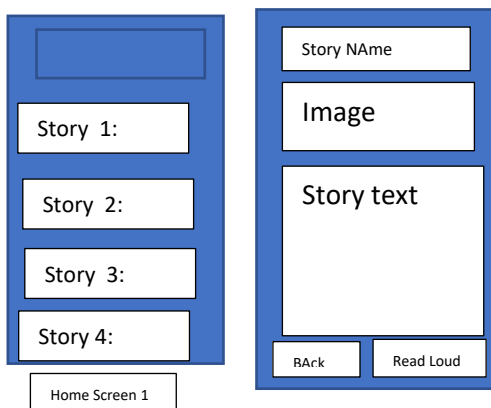 Story 1:
Story 2:
Story 3:
Story 4:
Home Screen 1
Story NAme
Image
Story text
BAck
Read Loud